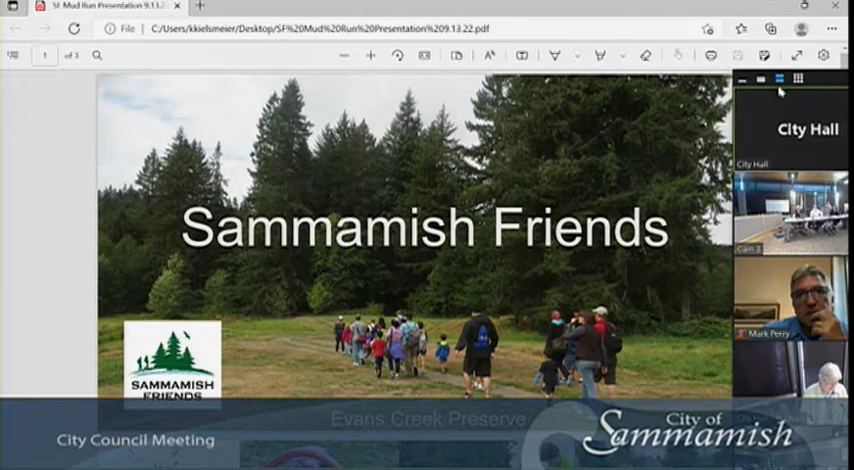 SF Mud Run Presentation 9.13.2
File
C:/Users/kkielsmeier/Desktop/SF%20Mud%20Run%20Presentation%209.13.22.pdf
1 of 3
City Hall
City Hall
Cam 3
Mark Perry
Sammamish Friends
SAMMAMISH
FRIENDS
Evans Creek Preserve
City Council Meeting
City of
Sammamish